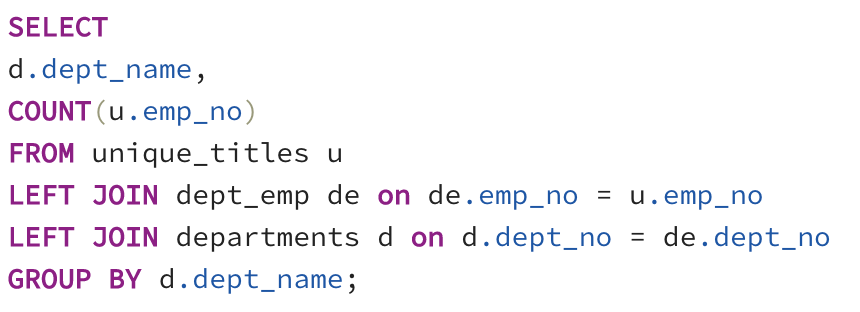 SELECT
d.dept_name,
COUNT(u.emp_no)
FROM unique_titles u
LEFT JOIN dept_emp de on de.emp_no = u.emp_no
LEFT JOIN departments d on d.dept_no = de.dept_no
GROUP BY d.dept_name;